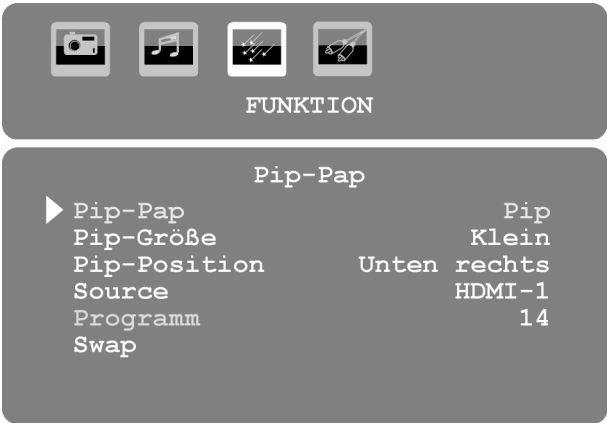 FUNKTION
Pip-Pap
Pip-Pap Pip
Pip-Größe Klein
Pip-Position Unten rechts
Source HDMI-1
Programm 14
Swap